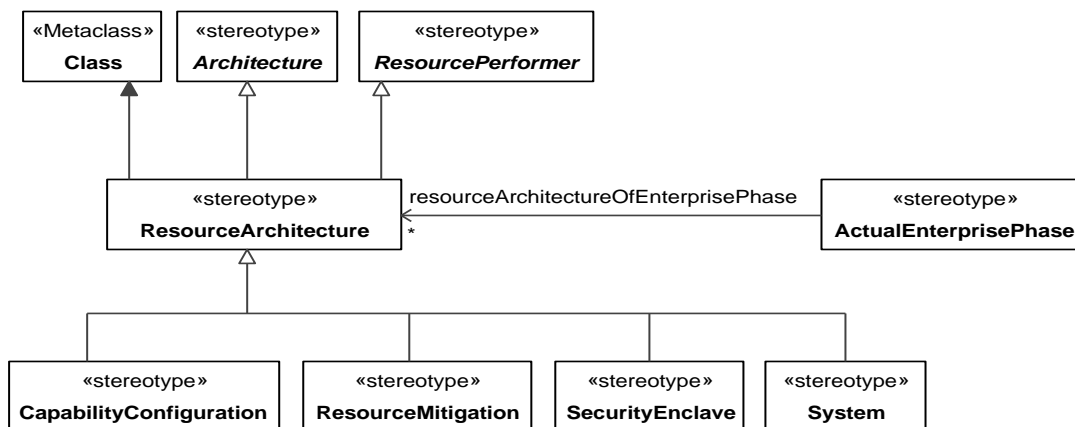 «Metaclass»
Class
«stereotype»
Architecture
«stereotype»
ResourcePerformer
«stereotype»
ResourceArchitecture
resourceArchitectureOfEnterprisePhase
*
«stereotype»
ActualEnterprisePhase
«stereotype»
CapabilityConfiguration
«stereotype»
ResourceMitigation
«stereotype»
SecurityEnclave
«stereotype»
System